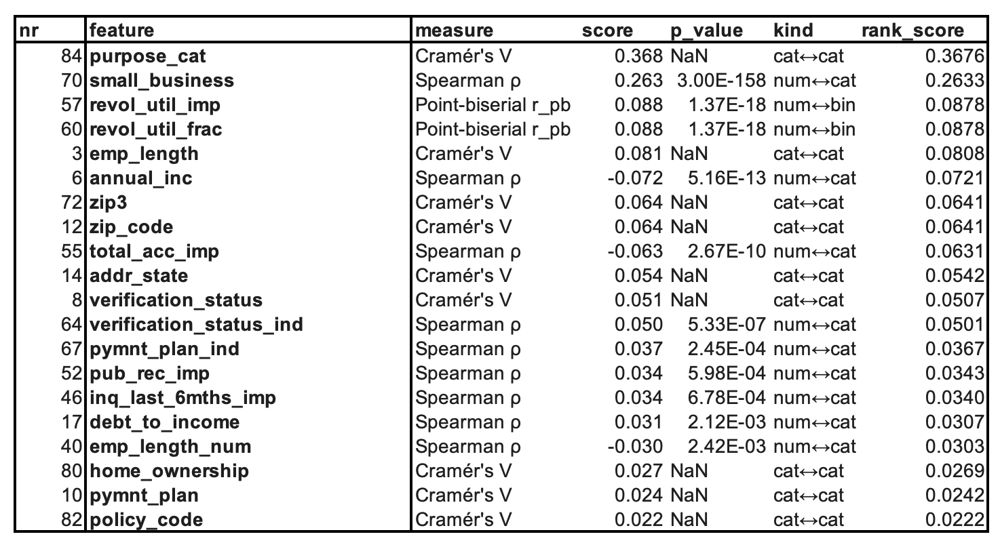 nr feature measure score p_value kind rank_score
84 purpose_cat Cramér's V 0.368 NaN cat↔cat 0.3676
70 small_business Spearman ρ 0.263 3.00E-158 num↔cat 0.2633
57 revol_util_imp Point-biserial r_pb 0.088 1.37E-18 num↔bin 0.0878
60 revol_util_frac Point-biserial r_pb 0.088 1.37E-18 num↔bin 0.0878
3 emp_length Cramér's V 0.081 NaN cat↔cat 0.0808
6 annual_inc Spearman ρ -0.072 5.16E-13 num↔cat 0.0721
72 zip3 Cramér's V 0.064 NaN cat↔cat 0.0641
12 zip_code Cramér's V 0.064 NaN cat↔cat 0.0641
55 total_acc_imp Spearman ρ -0.063 2.67E-10 num↔cat 0.0631
14 addr_state Cramér's V 0.054 NaN cat↔cat 0.0542
8 verification_status Cramér's V 0.051 NaN cat↔cat 0.0507
64 verification_status_ind Spearman ρ 0.050 5.33E-07 num↔cat 0.0501
67 pymnt_plan_ind Spearman ρ 0.037 2.45E-04 num↔cat 0.0367
52 pub_rec_imp Spearman ρ 0.034 5.98E-04 num↔cat 0.0343
46 inq_last_6mths_imp Spearman ρ 0.034 6.78E-04 num↔cat 0.0340
17 debt_to_income Spearman ρ 0.031 2.12E-03 num↔cat 0.0307
40 emp_length_num Spearman ρ -0.030 2.42E-03 num↔cat 0.0303
80 home_ownership Cramér's V 0.027 NaN cat↔cat 0.0269
10 pymnt_plan Cramér's V 0.024 NaN cat↔cat 0.0242
82 policy_code Cramér's V 0.022 NaN cat↔cat 0.0222